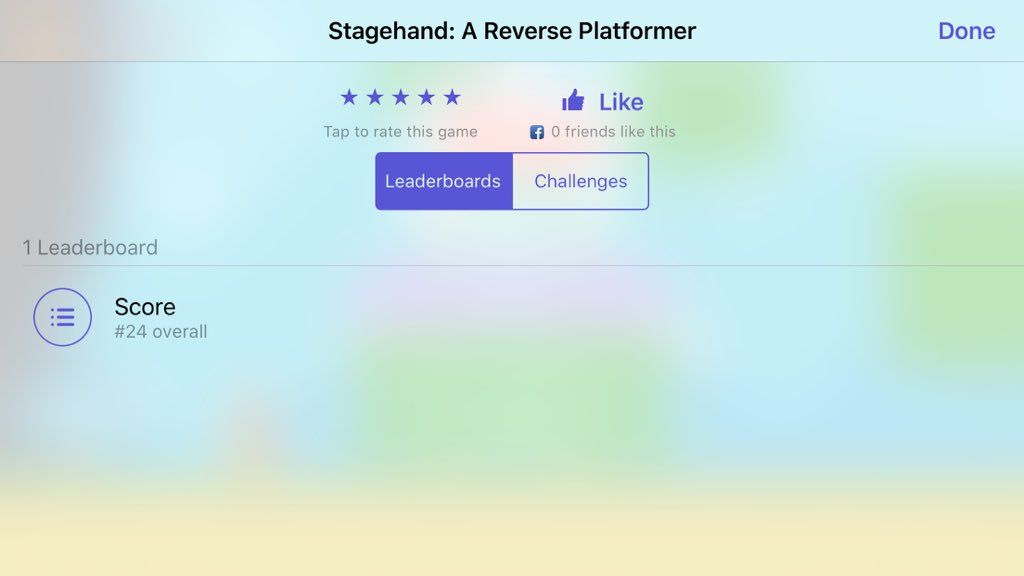 Stagehand: A Reverse Platformer
Done
Like
Tap to rate this game
0 friends like this
Leaderboards
Challenges
1 Leaderboard
Score
#24 overall